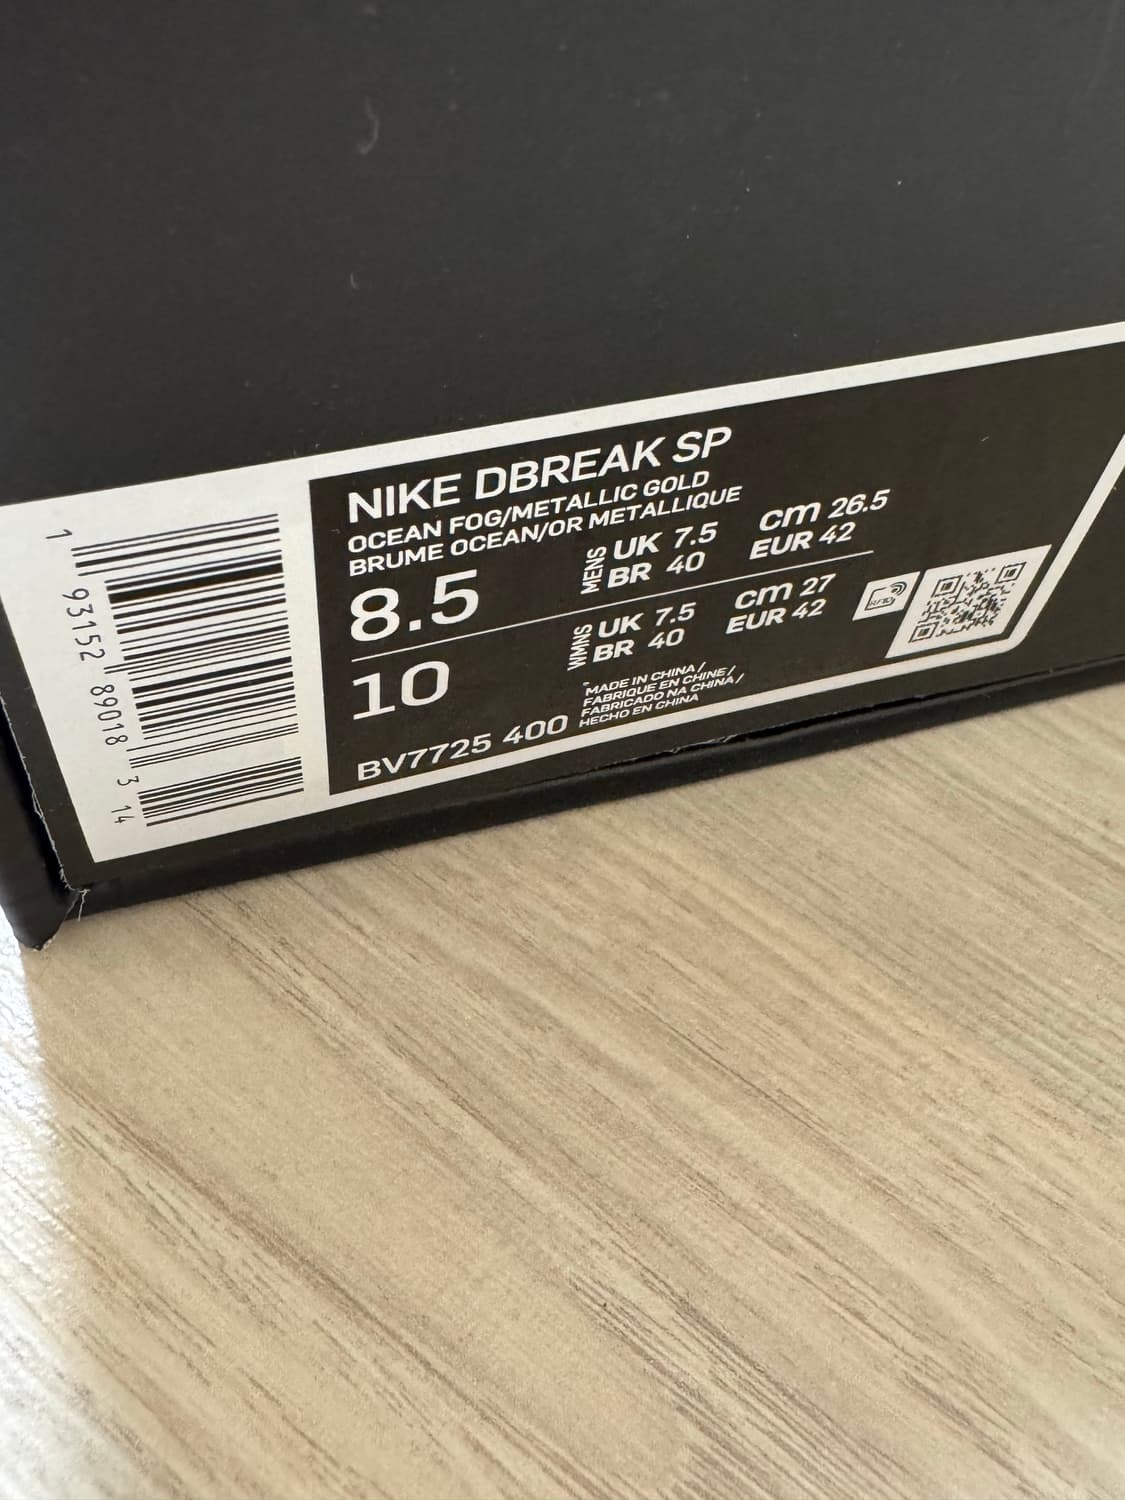 NIKE DBREAK SP
OCEAN FOG/METALLIC GOLD
BRUME OCEAN/OR METALLIQUE
8.5
MENS
UK 7.5
BR 40
cm 26.5
EUR 42
10
WMNS
UK 7.5
BR 40
cm 27
EUR 42
BV7725 400
MADE IN CHINA/
FABRIQUE EN CHINE/
FABRICADO NA CHINA/
HECHO EN CHINA
RFID
1 93152 89018 3 14